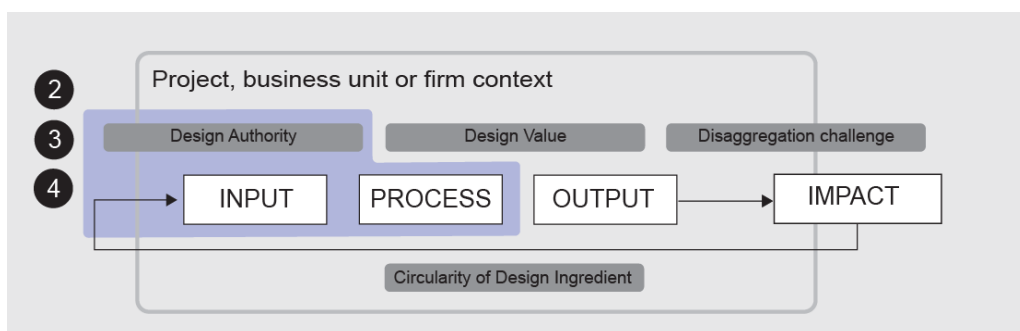 2
Project, business unit or firm context
3
Design Authority
Design Value
Disaggregation challenge
4
INPUT
PROCESS
OUTPUT
IMPACT
Circularity of Design Ingredient